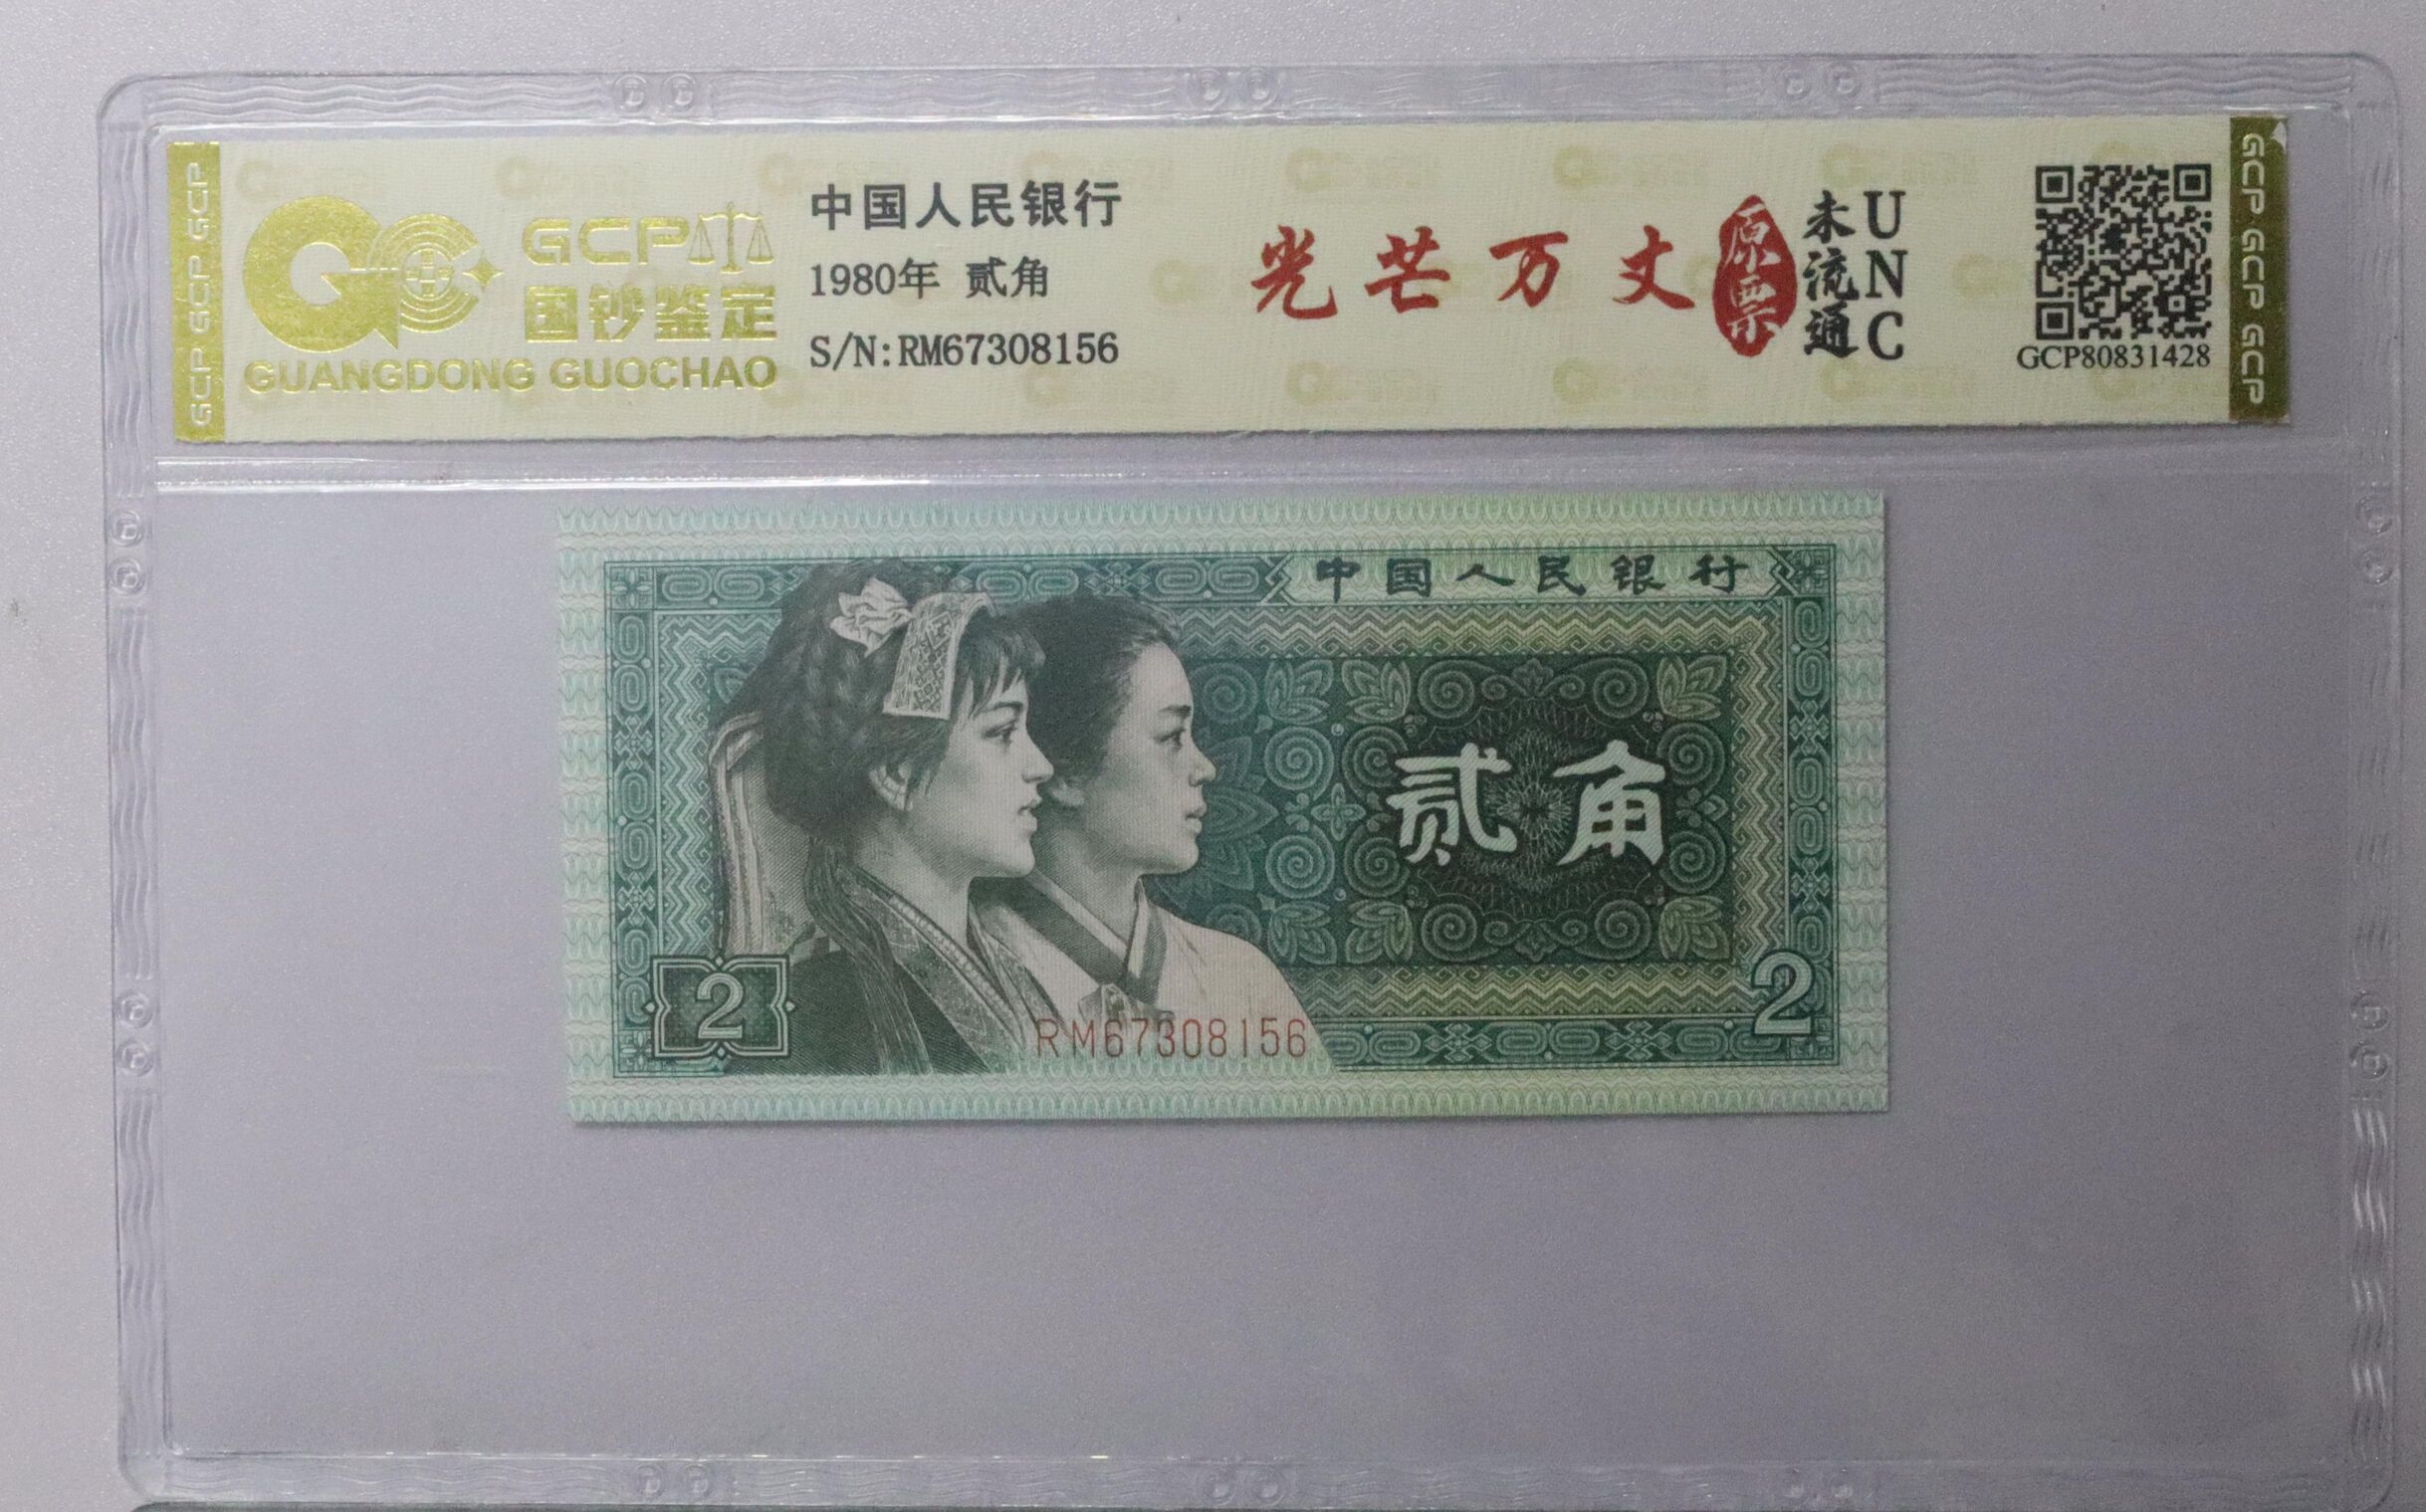 GCP GCP GCP
GCP
国钞鉴定
GUANGDONG GUOCHAO
中国人民银行
1980年 贰角
S/N:RM67308156
光芒万丈
原票
未流通
UNC
GCP80831428
GCP GCP GCP
中国人民银行
贰角
2
RM67308156
2